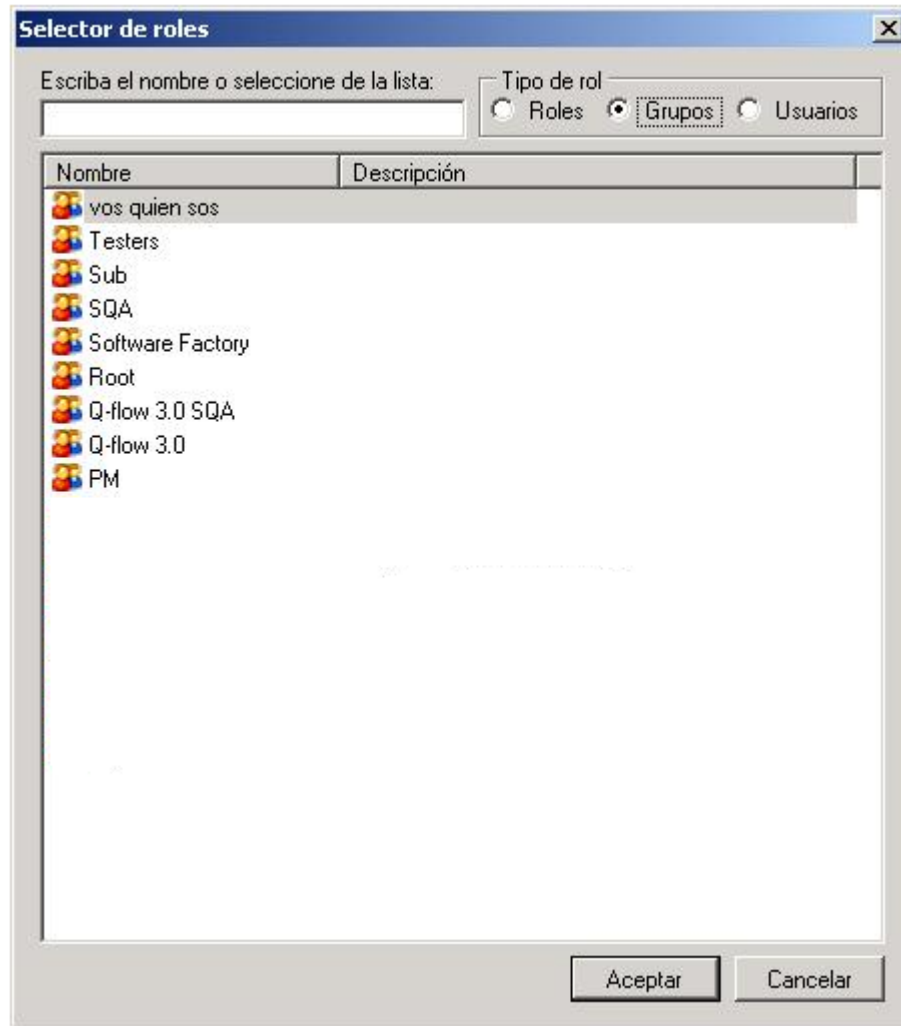 Selector de roles
Escriba el nombre o seleccione de la lista:
Tipo de rol
Roles Grupos Usuarios
Nombre Descripción
vos quien sos
Testers
Sub
SQA
Software Factory
Root
Q-flow 3.0 SQA
Q-flow 3.0
PM
Aceptar Cancelar